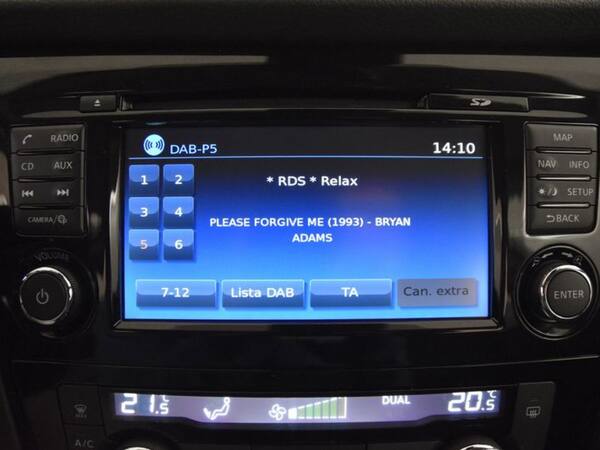 SD
RADIO
MAP
DAB-P5 14:10
CD AUX
NAV INFO
1 2
* RDS * Relax
SETUP
3 4
PLEASE FORGIVE ME (1993) - BRYAN
ADAMS
CAMERA/
BACK
5 6
VOLUME
7-12 Lista DAB TA Can. extra
ENTER
21.5°C DUAL 20.5°C
A/C